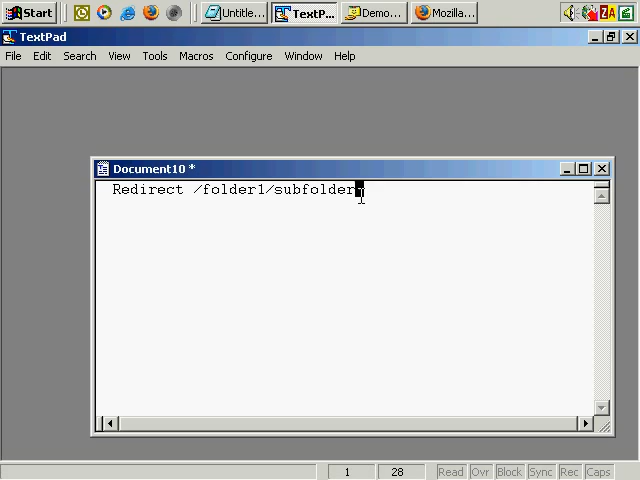 Start Untitle... TextP... Demo... Mozilla... ZA
TextPad
File Edit Search View Tools Macros Configure Window Help
Document10 *
Redirect /folder1/subfolder
1 28 Read Ovr Block Sync Rec Caps